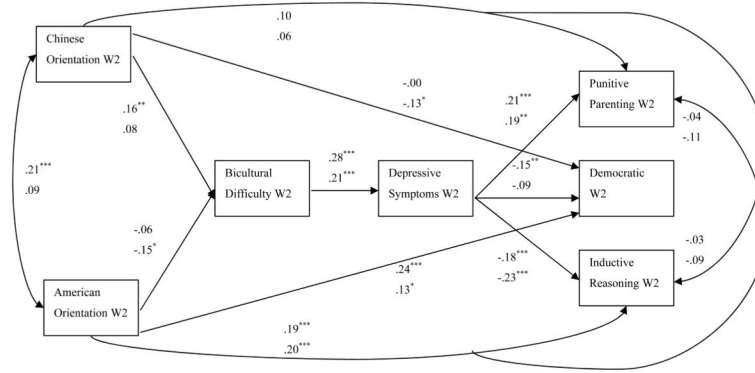 .10
.06
Chinese
Orientation W2
-.00
-.13*
.21***
.19**
Punitive
Parenting W2
-.04
-.11
.16**
.08
.21***
.09
Bicultural
Difficulty W2
.28***
.21***
Depressive
Symptoms W2
-.15**
-.09
Democratic
W2
-.06
-.15*
-.18***
-.23***
Inductive
Reasoning W2
-.03
-.09
American
Orientation W2
.24***
.13*
.19***
.20***